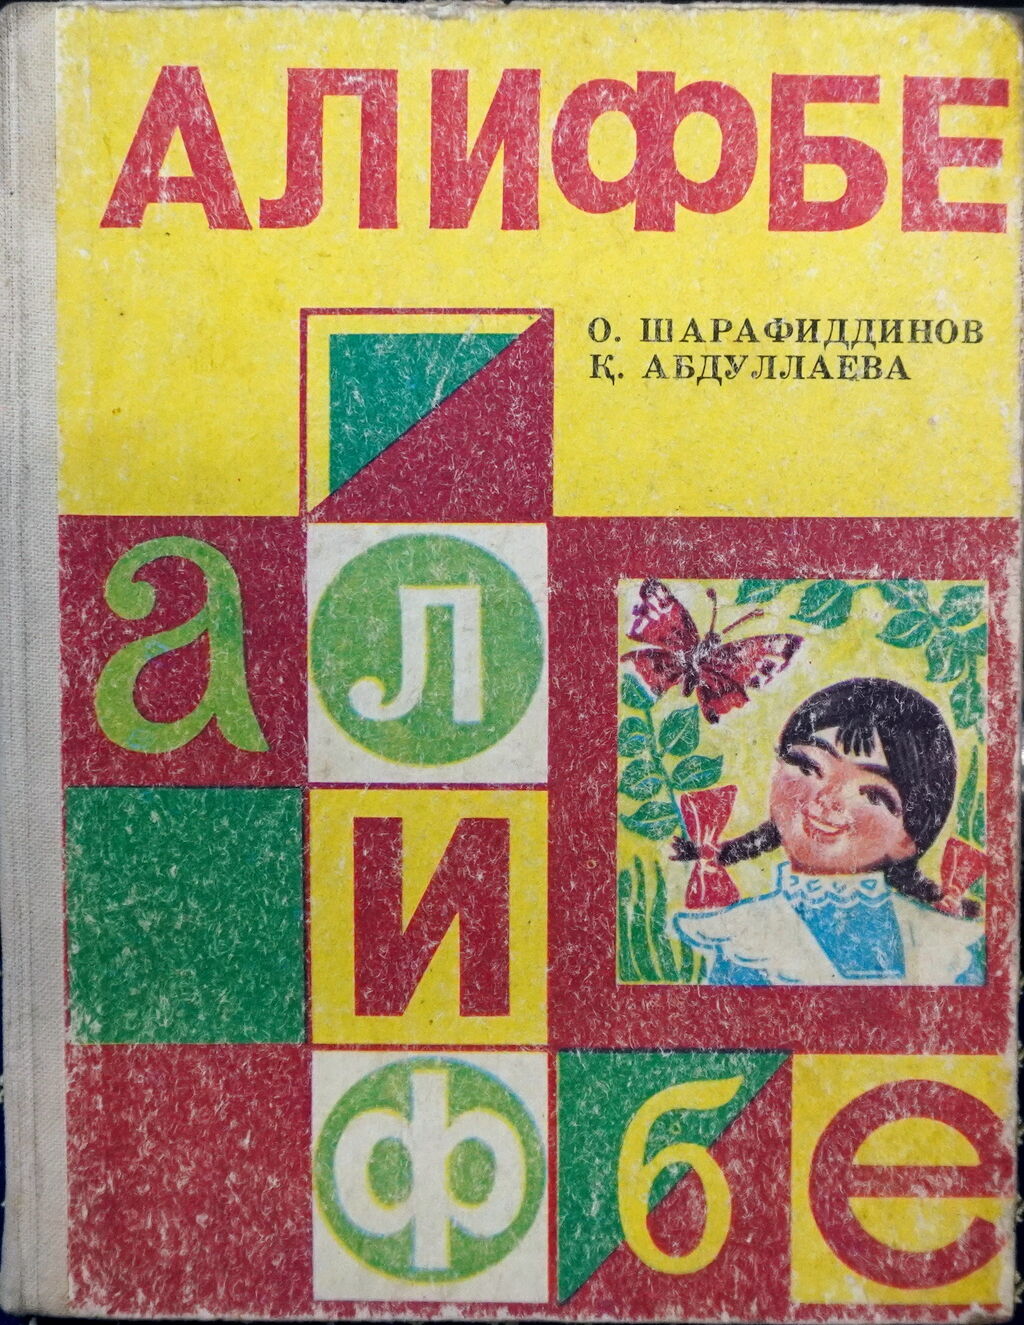 АЛИФБЕ
О. ШАРАФИДДИНОВ
Қ. АБДУЛЛАЕВА
а л
И
ф б е